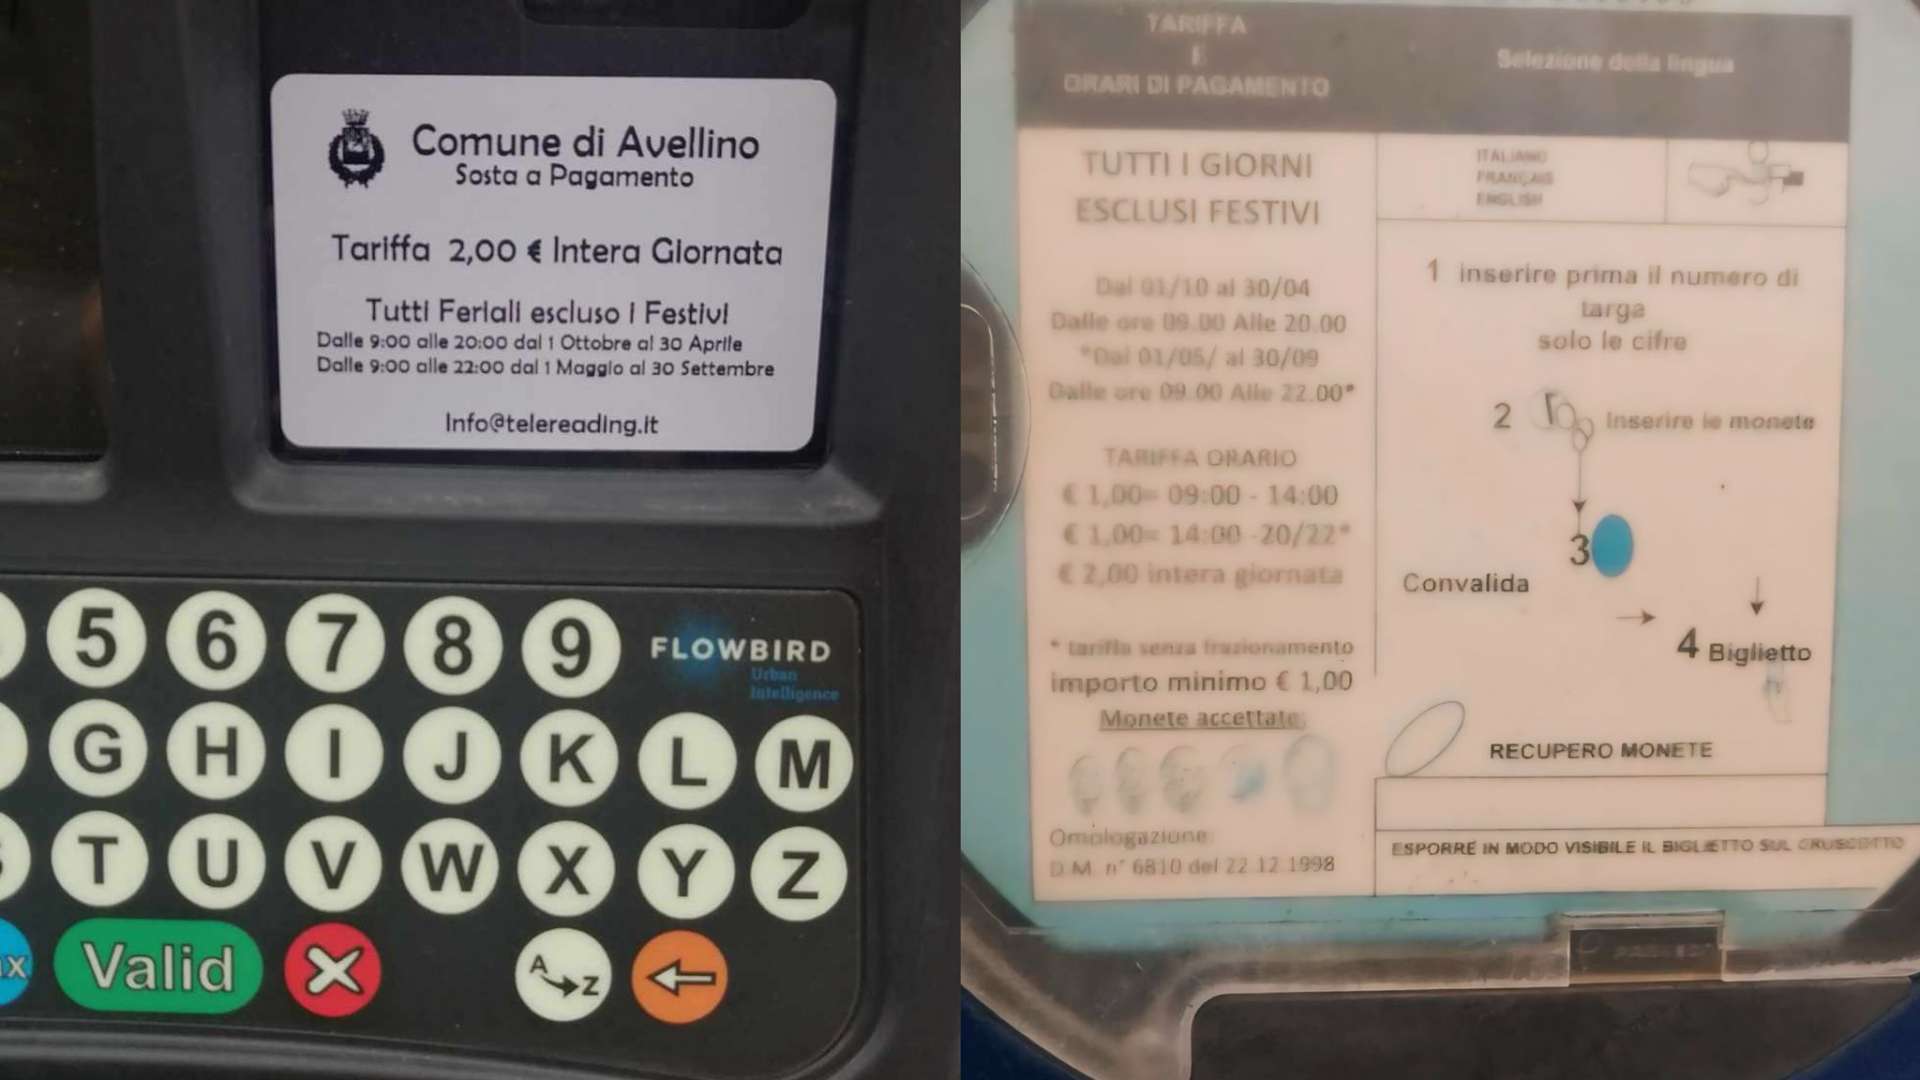 Comune di Avellino
Sosta a Pagamento
Tariffa 2,00 € Intera Giornata
Tutti Feriali escluso i Festivi
Dalle 9:00 alle 20:00 dal 1 Ottobre al 30 Aprile
Dalle 9:00 alle 22:00 dal 1 Maggio al 30 Settembre
Info@telereading.it
5 6 7 8 9
FLOWBIRD
Urban
Intelligence
G H I J K L M
T U V W X Y Z
Valid
A Z
TARIFFA
E
ORARI DI PAGAMENTO
TUTTI I GIORNI
ESCLUSI FESTIVI
Dal 01/10 al 30/04
Dalle ore 09.00 Alle 20.00
*Dal 01/05/ al 30/09
Dalle ore 09.00 Alle 22.00*
TARIFFA ORARIO
€ 1,00= 09:00 - 14:00
€ 1,00= 14:00 -20/22*
€ 2,00 intera giornata
* tariffa senza frazionamento
importo minimo € 1,00
Monete accettate:
Omologazione:
D.M. n° 6810 del 22.12.1998
Selezione della lingua
ITALIANO
FRANÇAIS
ENGLISH
1 inserire prima il numero di
targa
solo le cifre
2 Inserire le monete
3
Convalida
4 Biglietto
RECUPERO MONETE
ESPORRE IN MODO VISIBILE IL BIGLIETTO SUL CRUSCOTTO